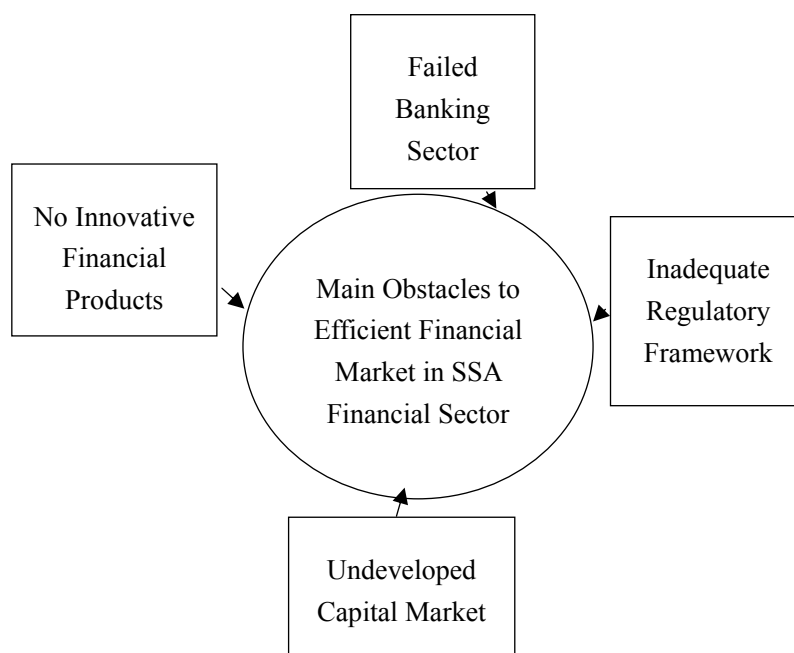 Failed
Banking
Sector
No Innovative
Financial
Products
Main Obstacles to
Efficient Financial
Market in SSA
Financial Sector
Inadequate
Regulatory
Framework
Undeveloped
Capital Market